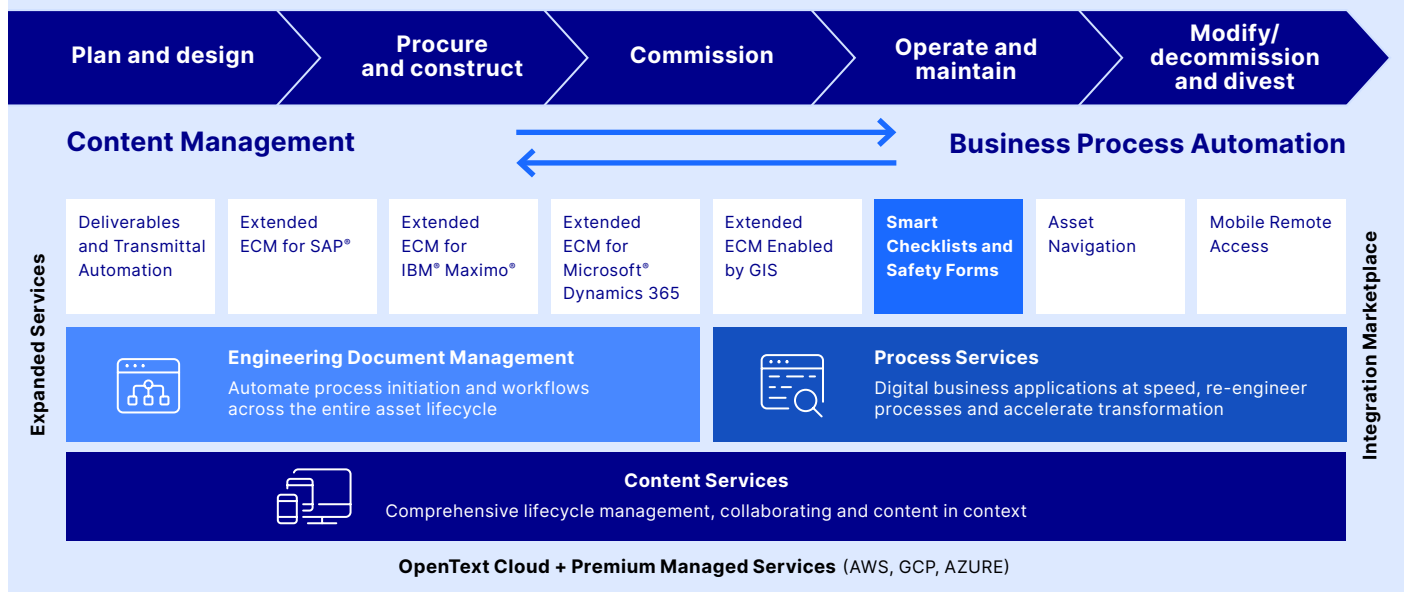 Plan and design
Procure
and construct
Commission
Operate and
maintain
Modify/
decommission
and divest
Content Management
Business Process Automation
Expanded Services
Deliverables
and Transmittal
Automation
Extended
ECM for SAP®
Extended
ECM for
IBM® Maximo®
Extended
ECM for
Microsoft®
Dynamics 365
Extended
ECM Enabled
by GIS
Smart
Checklists and
Safety Forms
Asset
Navigation
Mobile Remote
Access
Integration Marketplace
Engineering Document Management
Automate process initiation and workflows
across the entire asset lifecycle
Process Services
Digital business applications at speed, re-engineer
processes and accelerate transformation
Content Services
Comprehensive lifecycle management, collaborating and content in context
OpenText Cloud + Premium Managed Services (AWS, GCP, AZURE)